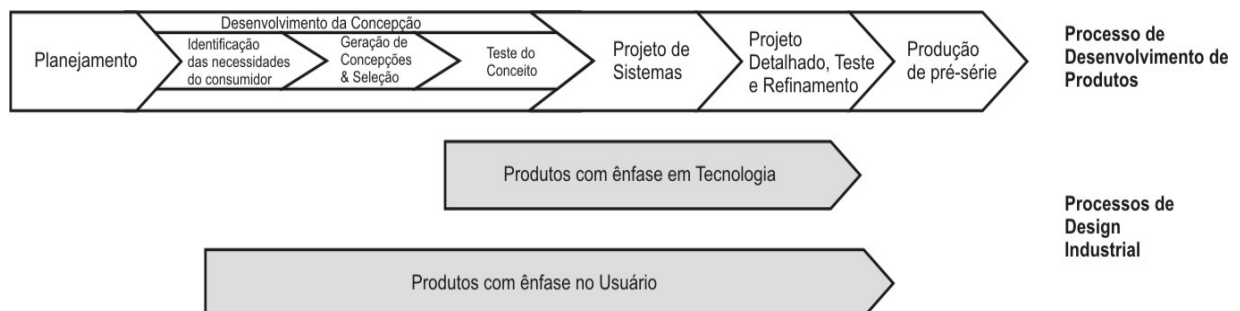 Desenvolvimento da Concepção
Planejamento
Identificação
das necessidades
do consumidor
Geração de
Concepções
& Seleção
Teste do
Conceito
Projeto de
Sistemas
Projeto
Detalhado, Teste
e Refinamento
Produção
de pré-série
Processo de
Desenvolvimento de
Produtos
Produtos com ênfase em Tecnologia
Processos de
Design
Industrial
Produtos com ênfase no Usuário